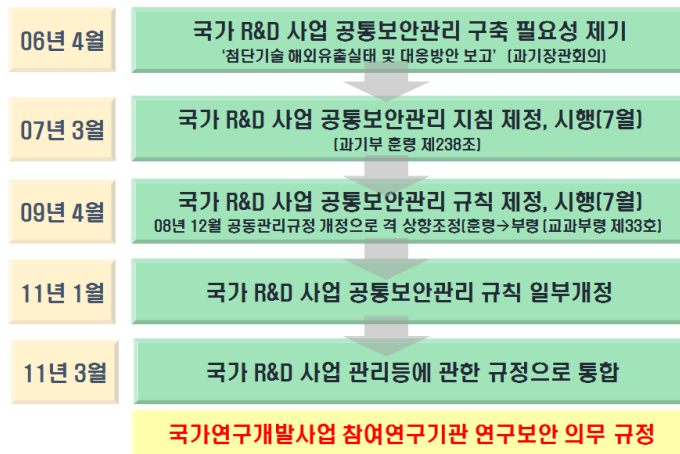 06년 4월
국가 R&D 사업 공통보안관리 구축 필요성 제기
‘첨단기술 해외유출실태 및 대응방안 보고’ (과기장관회의)
07년 3월
국가 R&D 사업 공통보안관리 지침 제정, 시행(7월)
(과기부 훈령 제238조)
09년 4월
국가 R&D 사업 공통보안관리 규칙 제정, 시행(7월)
08년 12월 공동관리규정 개정으로 격 상향조정(훈령→부령 (교과부령 제33호)
11년 1월
국가 R&D 사업 공통보안관리 규칙 일부개정
11년 3월
국가 R&D 사업 관리등에 관한 규정으로 통합
국가연구개발사업 참여연구기관 연구보안 의무 규정